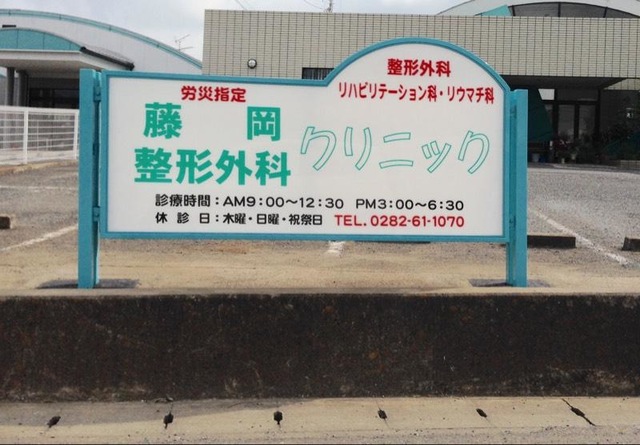 整形外科
労災指定 リハビリテーション科・リウマチ科
藤岡
整形外科 クリニック
診療時間：AM9:00〜12:30 PM3:00〜6:30
休診日：木曜・日曜・祝祭日 TEL.0282-61-1070